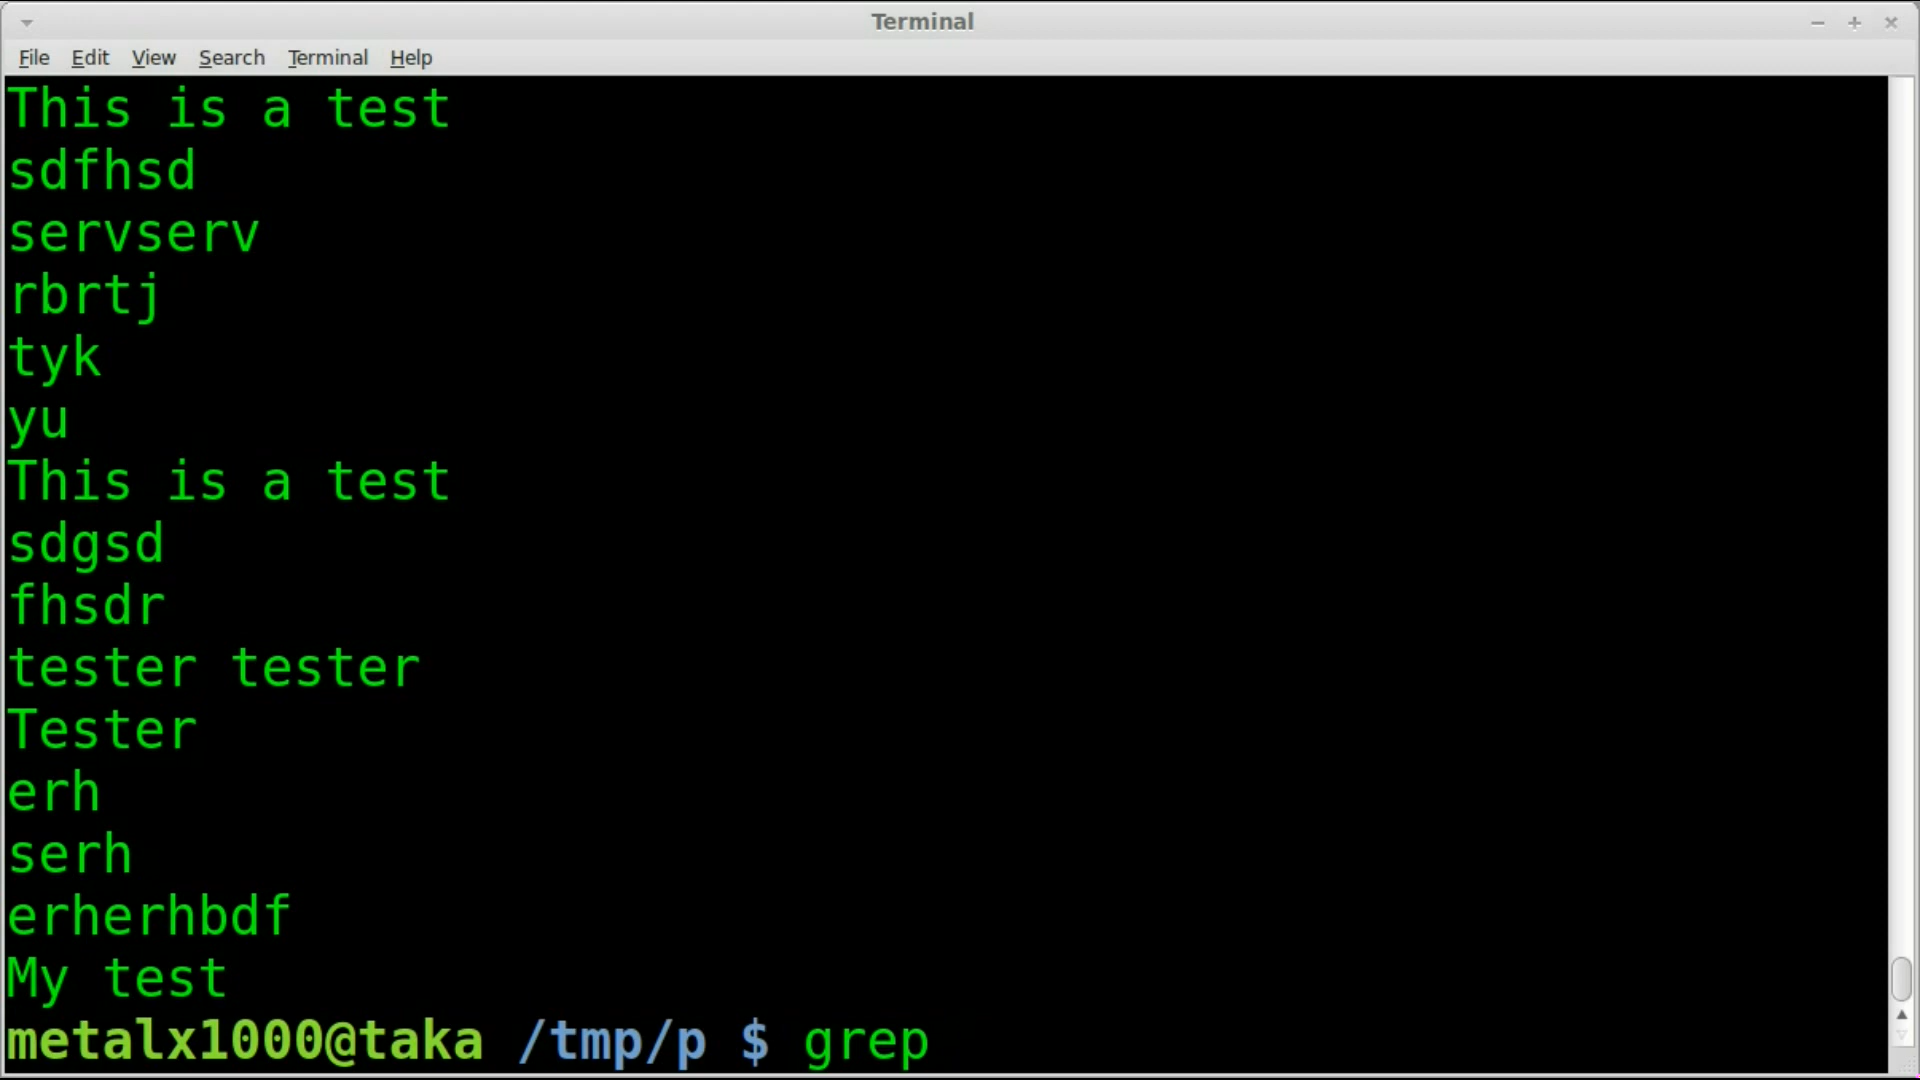 Terminal
File Edit View Search Terminal Help
This is a test
sdfhsd
servserv
rbrtj
tyk
yu
This is a test
sdgsd
fhsdr
tester tester
Tester
erh
serh
erherhbdf
My test
metalx1000@taka /tmp/p $ grep